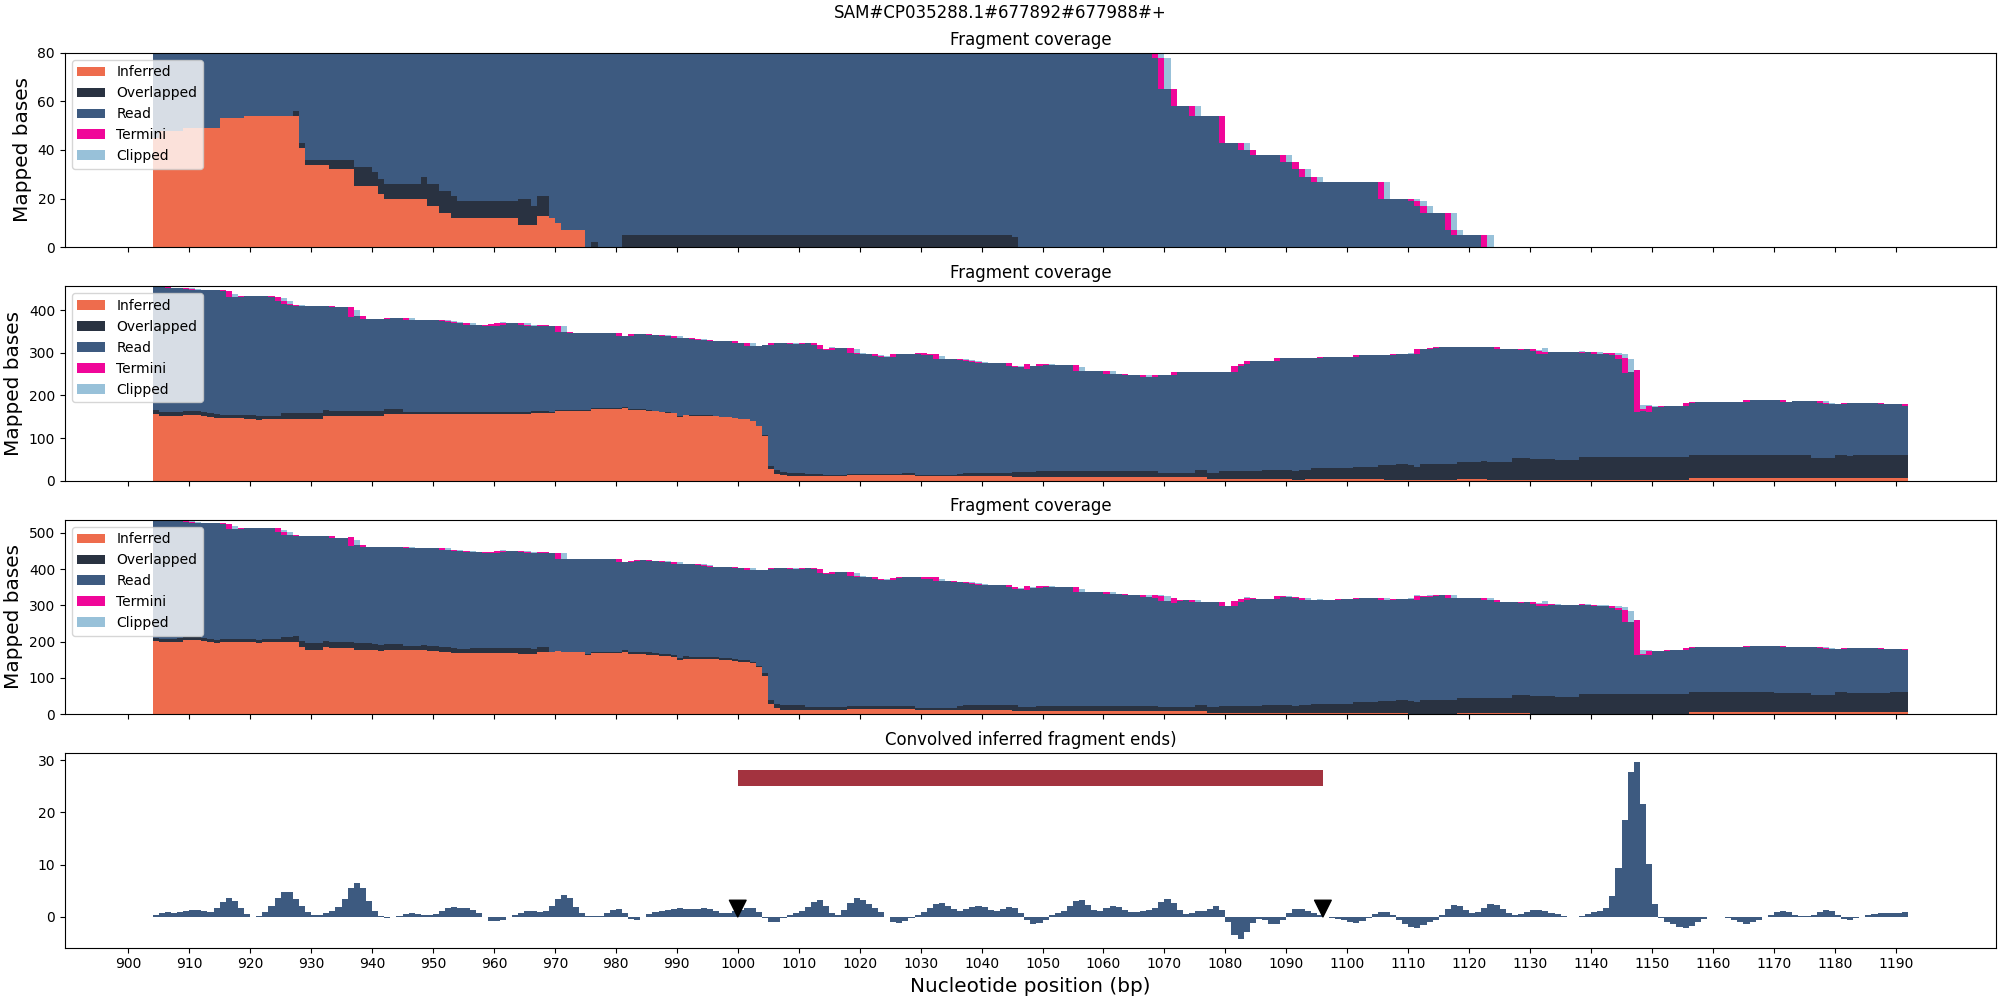 SAM#CP035288.1#677892#677988#+
Fragment coverage
Mapped bases
80
60
40
20
0
Inferred
Overlapped
Read
Termini
Clipped
Fragment coverage
Mapped bases
400
300
200
100
0
Inferred
Overlapped
Read
Termini
Clipped
Fragment coverage
Mapped bases
500
400
300
200
100
0
Inferred
Overlapped
Read
Termini
Clipped
Convolved inferred fragment ends)
30
20
10
0
900 910 920 930 940 950 960 970 980 990 1000 1010 1020 1030 1040 1050 1060 1070 1080 1090 1100 1110 1120 1130 1140 1150 1160 1170 1180 1190
Nucleotide position (bp)